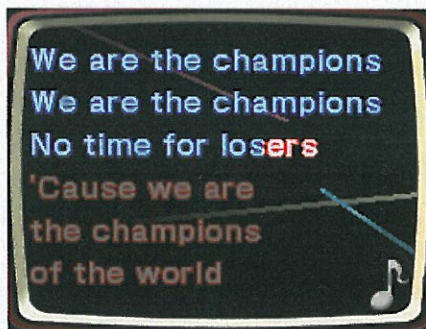 We are the champions
We are the champions
No time for losers
'Cause we are
the champions
of the world